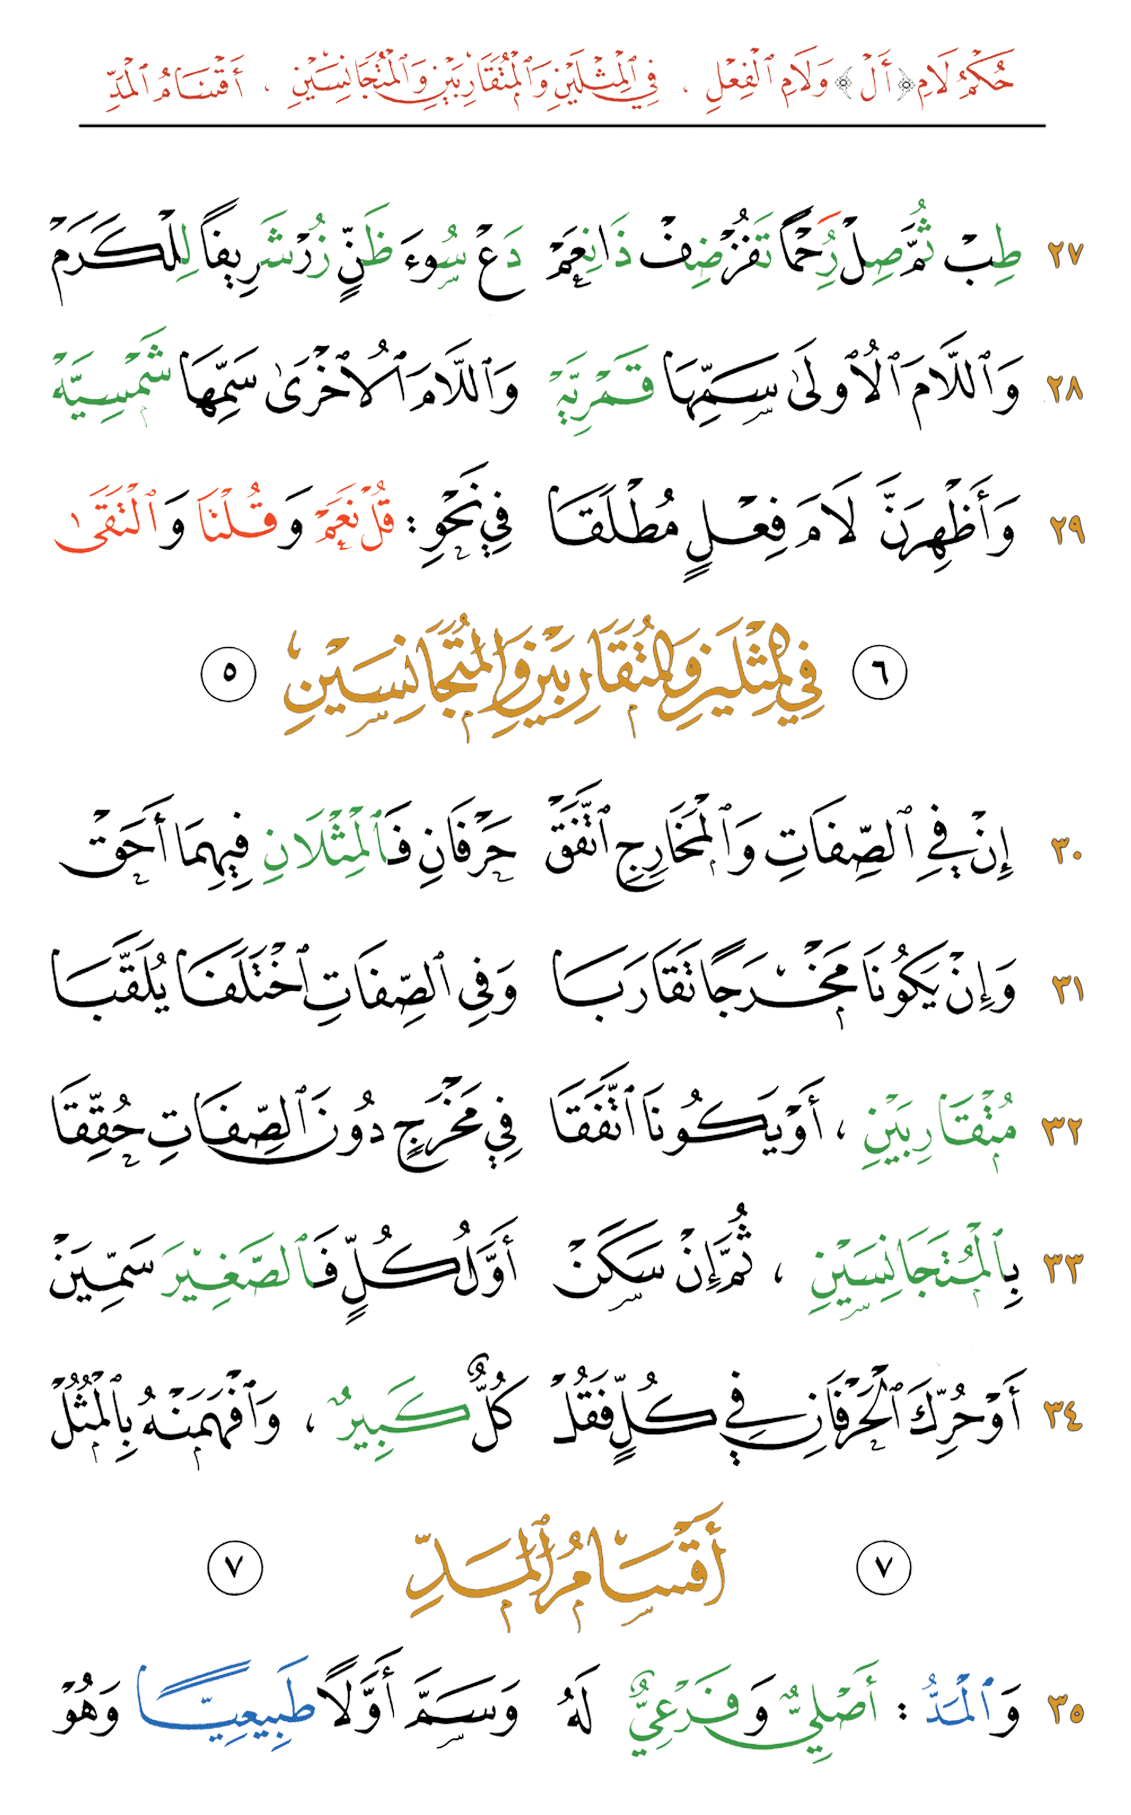 حُكْمُ لَامِ ﴿أَلْ﴾ وَلَامِ ٱلْفِعْلِ ، فِي ٱلْمِثْلَيْنِ وَٱلْمُتَقَارِبَيْنِ وَٱلْمُتَجَانِسَيْنِ ، أَقْسَامُ ٱلْمَدِّ
٢٧ طِبْ ثُمَّ صِلْ رُحْمًا تَفُزْ ضِفْ ذَا نِعَمْ دَعْ سُوءَ ظَنٍّ زُرْ شَرِيفًا لِلْكَرَمْ
٢٨ وَٱللَّامَ ٱلُاولَىٰ سَمِّهَا قَمْرِيَّهْ وَٱللَّامَ ٱلُاخْرَىٰ سَمِّهَا شَمْسِيَّهْ
٢٩ وَأَظْهِرَنَّ لَامَ فِعْلٍ مُطْلَقَا فِي نَحْوِ : قُلْ نَعَمْ وَقُلْنَا وَٱلْتَقَىٰ
٦ فِي ٱلْمِثْلَيْنِ وَٱلْمُتَقَارِبَيْنِ وَٱلْمُتَجَانِسَيْنِ ٥
٣٠ إِنْ فِي ٱلصِّفَاتِ وَٱلْمَخَارِجِ ٱتَّفَقْ حَرْفَانِ فَٱلْمِثْلَانِ فِيهِمَا أَحَقْ
٣١ وَإِنْ يَكُونَا مَخْرَجًا تَقَارَبَا وَفِي ٱلصِّفَاتِ ٱخْتَلَفَا يُلَقَّبَا
٣٢ مُتْقَارِبَيْنِ ، أَوْ يَكُونَا ٱتَّفَقَا فِي مَخْرَجٍ دُونَ ٱلصِّفَاتِ حُقِّقَا
٣٣ بِٱلْمُتَجَانِسَيْنِ ، ثُمَّ إِنْ سَكَنْ أَوَّلُ كُلٍّ فَٱلصَّغِيرَ سَمِّيَنْ
٣٤ أَوْ حُرِّكَ ٱلْحَرْفَانِ فِي كُلٍّ فَقُلْ كُلٌّ كَبِيرٌ ، وَٱفْهَمَنْهُ بِٱلْمُثُلْ
٧ أَقْسَامُ ٱلْمَدِّ ٧
٣٥ وَٱلْمَدُّ : أَصْلِيٌّ وَ فَرْعِيٌّ لَهُ وَسَمِّ أَوَّلًا طَبِيعِيًّا وَهُوْ